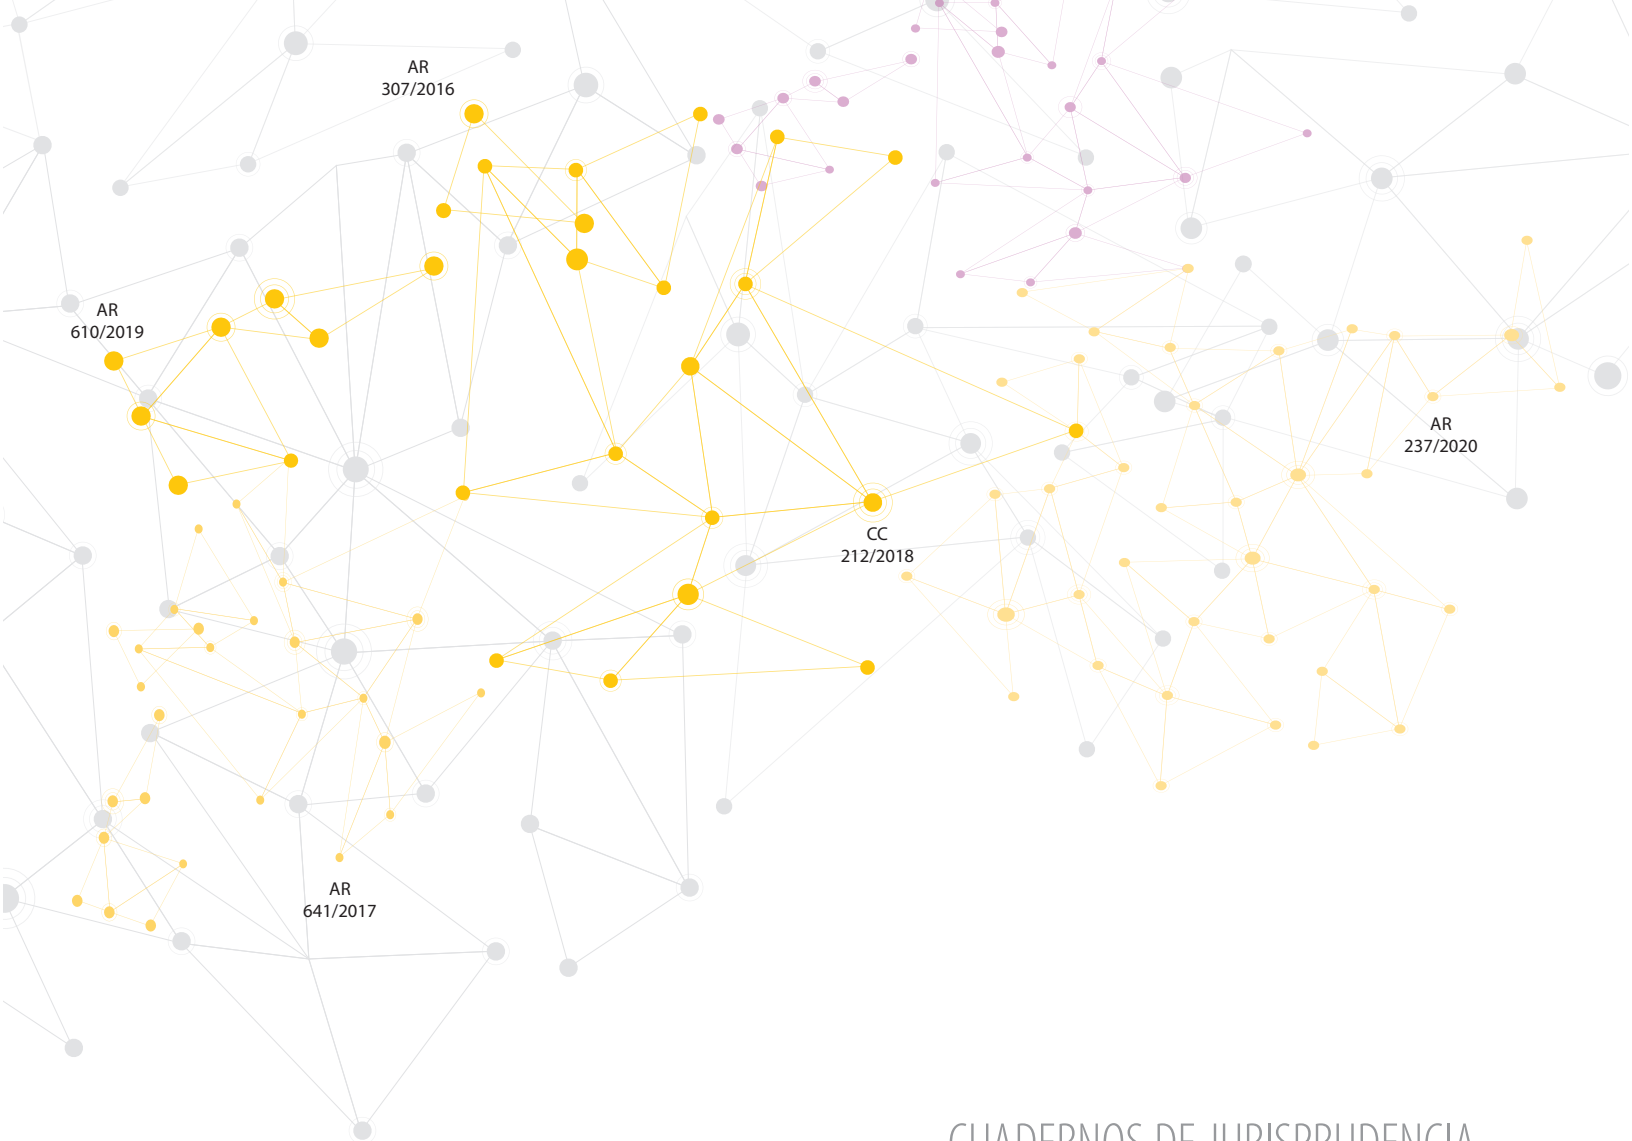 AR
307/2016
AR
610/2019
AR
237/2020
CC
212/2018
AR
641/2017
CUADERNOS DE JURISPRUDENCIA